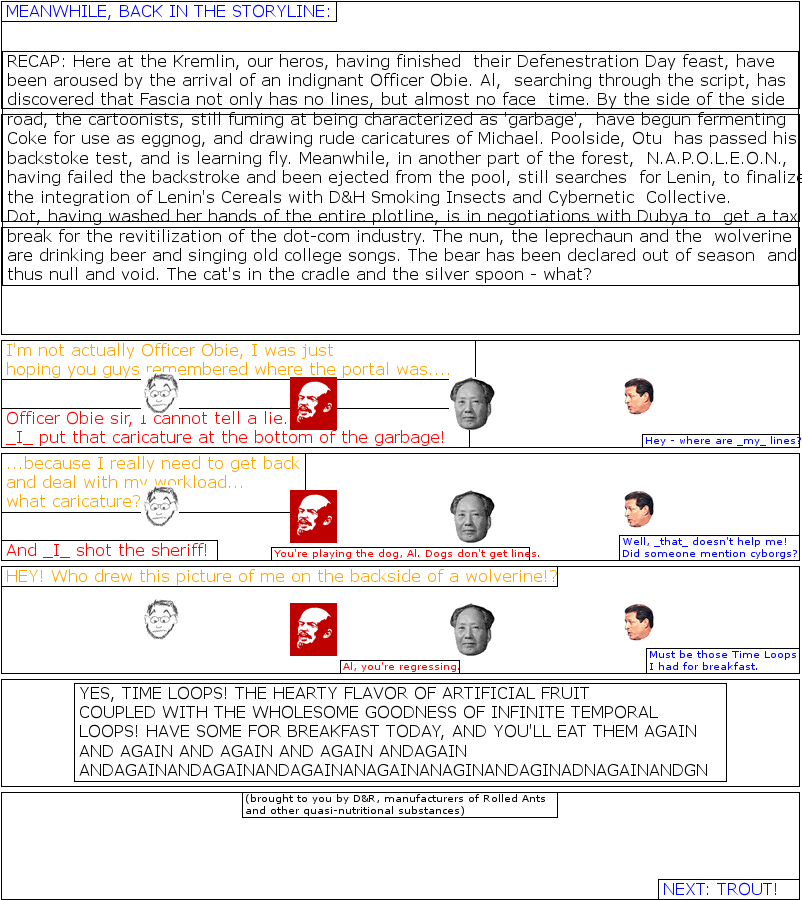 MEANWHILE, BACK IN THE STORYLINE:
RECAP: Here at the Kremlin, our heros, having finished their Defenestration Day feast, have
been aroused by the arrival of an indignant Officer Obie. Al, searching through the script, has
discovered that Fascia not only has no lines, but almost no face time. By the side of the side
road, the cartoonists, still fuming at being characterized as 'garbage', have begun fermenting
Coke for use as eggnog, and drawing rude caricatures of Michael. Poolside, Otu has passed his
backstoke test, and is learning fly. Meanwhile, in another part of the forest, N.A.P.O.L.E.O.N.,
having failed the backstroke and been ejected from the pool, still searches for Lenin, to finalize
the integration of Lenin's Cereals with D&H Smoking Insects and Cybernetic Collective.
Dot, having washed her hands of the entire plotline, is in negotiations with Dubya to get a tax
break for the revitilization of the dot-com industry. The nun, the leprechaun and the wolverine
are drinking beer and singing old college songs. The bear has been declared out of season and
thus null and void. The cat's in the cradle and the silver spoon - what?
I'm not actually Officer Obie, I was just
hoping you guys remembered where the portal was....
Officer Obie sir, I cannot tell a lie.
_I_ put that caricature at the bottom of the garbage!
Hey - where are _my_ lines?
...because I really need to get back
and deal with my workload...
what caricature?
And _I_ shot the sheriff!
You're playing the dog, Al. Dogs don't get lines.
Well, _that_ doesn't help me!
Did someone mention cyborgs?
HEY! Who drew this picture of me on the backside of a wolverine!?
Al, you're regressing.
Must be those Time Loops
I had for breakfast.
YES, TIME LOOPS! THE HEARTY FLAVOR OF ARTIFICIAL FRUIT
COUPLED WITH THE WHOLESOME GOODNESS OF INFINITE TEMPORAL
LOOPS! HAVE SOME FOR BREAKFAST TODAY, AND YOU'LL EAT THEM AGAIN
AND AGAIN AND AGAIN AND AGAIN ANDAGAIN
ANDAGAINANDAGAINANDAGAINANAGAINANAGINANDAGINADNAGAINANDGN
(brought to you by D&R, manufacturers of Rolled Ants
and other quasi-nutritional substances)
NEXT: TROUT!